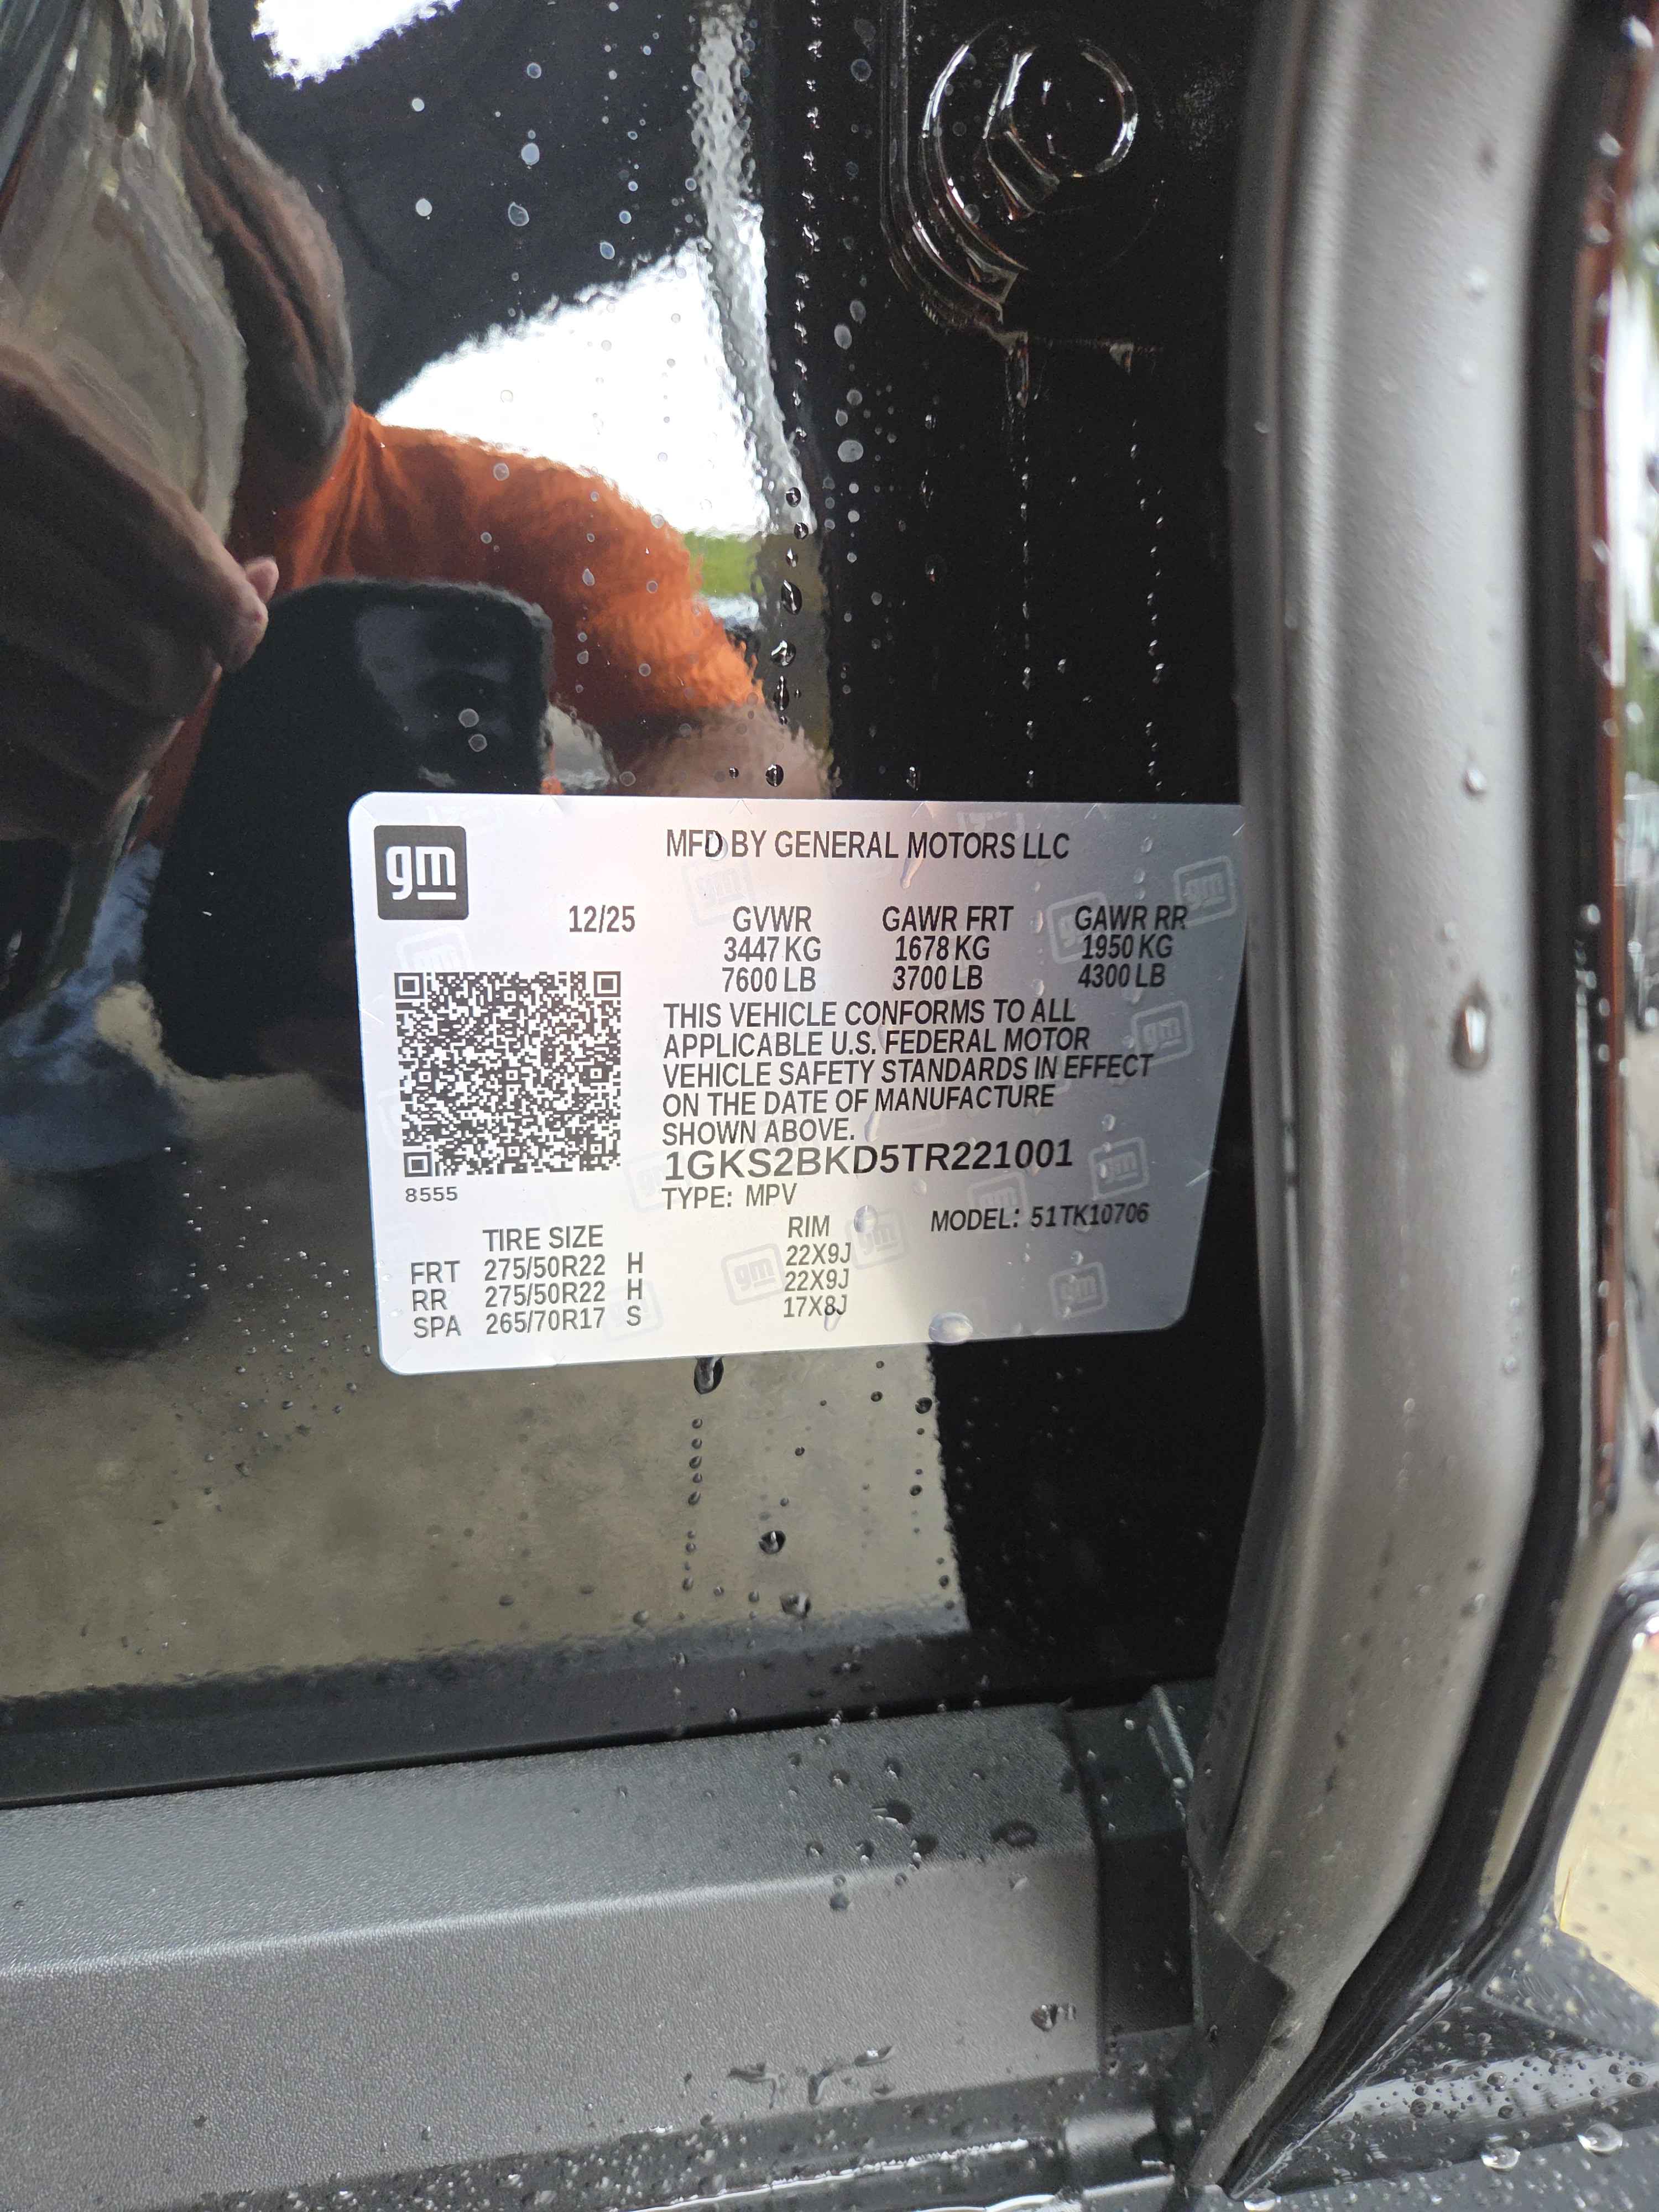 gm
MFD BY GENERAL MOTORS LLC
12/25 GVWR GAWR FRT GAWR RR
3447 KG 1678 KG 1950 KG
7600 LB 3700 LB 4300 LB
THIS VEHICLE CONFORMS TO ALL
APPLICABLE U.S. FEDERAL MOTOR
VEHICLE SAFETY STANDARDS IN EFFECT
ON THE DATE OF MANUFACTURE
SHOWN ABOVE.
1GKS2BKD5TR221001
8555
TYPE: MPV
MODEL: 51TK10706
TIRE SIZE RIM
FRT 275/50R22 H 22X9J
RR 275/50R22 H 22X9J
SPA 265/70R17 S 17X8J